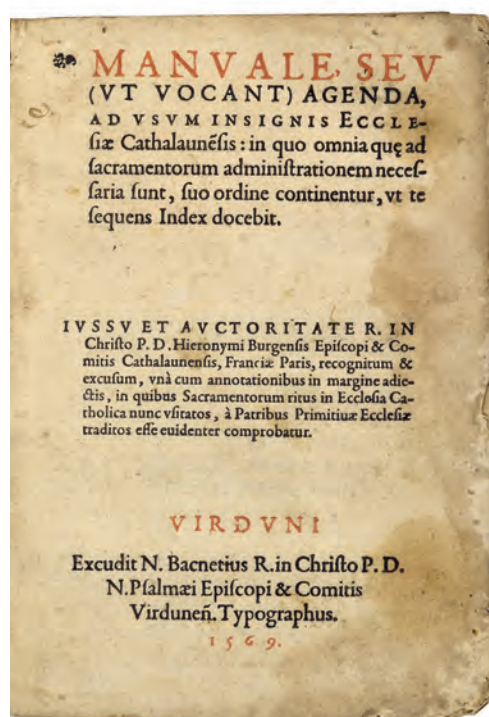 ❧ MANVALE, SEV
(VT VOCANT) AGENDA,
AD VSVM INSIGNIS ECCLE-
ſiæ Cathalauneñſis : in quo omnia quę ad
ſacramentorum adminiſtrationem neceſ-
ſaria ſunt, ſuo ordine continentur, vt te
ſequens Index docebit.
IVSSV ET AVCTORITATE R. IN
Chriſto P. D. Hieronymi Burgenſis Epiſcopi & Co-
mitis Cathalaunenſis, Franciæ Paris, recognitum &
excuſum, vnà cum annotationibus in margine adie-
ctis, in quibus Sacramentorum ritus in Eccleſia Ca-
tholica nunc vſitatos, à Patribus Primitiuæ Eccleſiæ
traditos eſſe euidenter comprobatur.
VIRDVNI
Excudit N. Bacnetius R. in Chriſto P. D.
N. Pſalmæi Epiſcopi & Comitis
Virduneñ. Typographus.
1569.